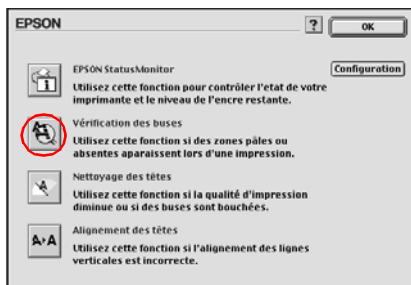 EPSON
?
OK
EPSON StatusMonitor
Configuration
Utilisez cette fonction pour contrôler l'etat de votre
imprimante et le niveau de l'encre restante.
Vérification des buses
Utilisez cette fonction si des zones pâles ou
absentes aparaissent lors d'une impression.
Nettoyage des têtes
Utilisez cette fonction si la qualité d'impression
diminue ou si des buses sont bouchées.
A▸A
Alignement des têtes
Utilisez cette fonction si l'alignement des lignes
verticales est incorrecte.